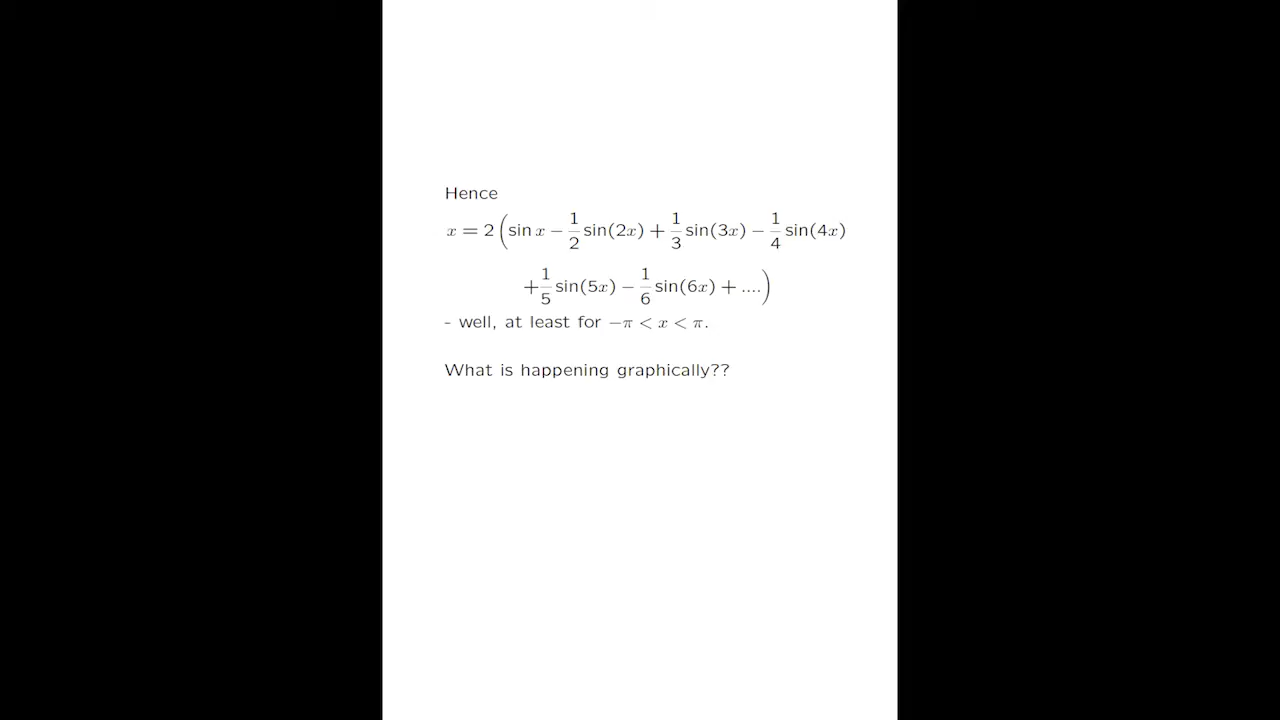 Hence
x = 2 ( sin x − 1/2 sin(2x) + 1/3 sin(3x) − 1/4 sin(4x)
+ 1/5 sin(5x) − 1/6 sin(6x) + .... )
- well, at least for −π < x < π.
What is happening graphically??